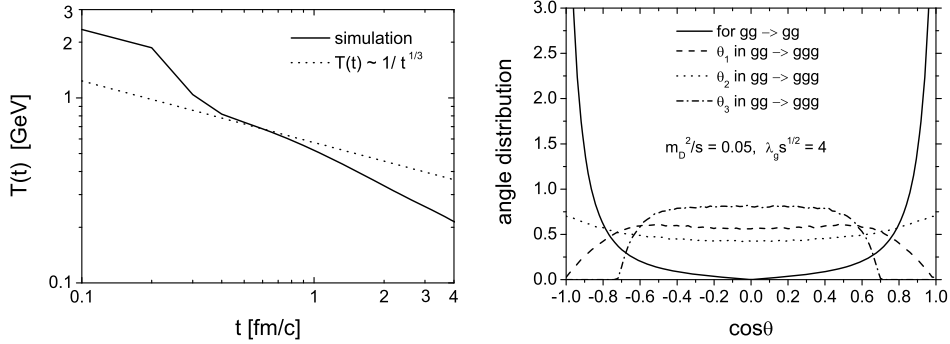 3
2
1
0.1
T(t) [GeV]
simulation
T(t) ~ 1/ t^1/3
0.1
1
2
3
4
t [fm/c]
3.0
2.5
2.0
1.5
1.0
0.5
0.0
angle distribution
for gg -> gg
θ₁ in gg -> ggg
θ₂ in gg -> ggg
θ₃ in gg -> ggg
m_D²/s = 0.05, λ_g s^1/2 = 4
-1.0 -0.8 -0.6 -0.4 -0.2 0.0 0.2 0.4 0.6 0.8 1.0
cosθ